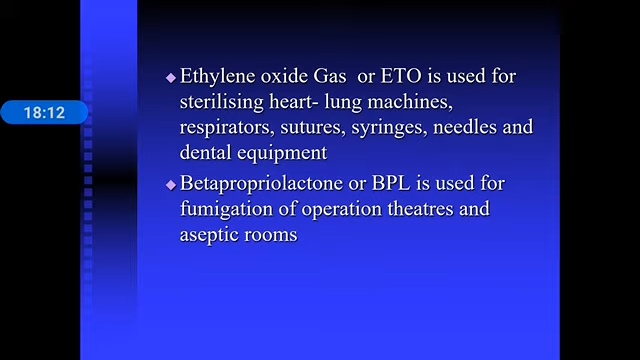 Ethylene oxide Gas or ETO is used for
sterilising heart- lung machines,
18:12
respirators, sutures, syringes, needles and
dental equipment
Betapropriolactone or BPL is used for
fumigation of operation theatres and
aseptic rooms